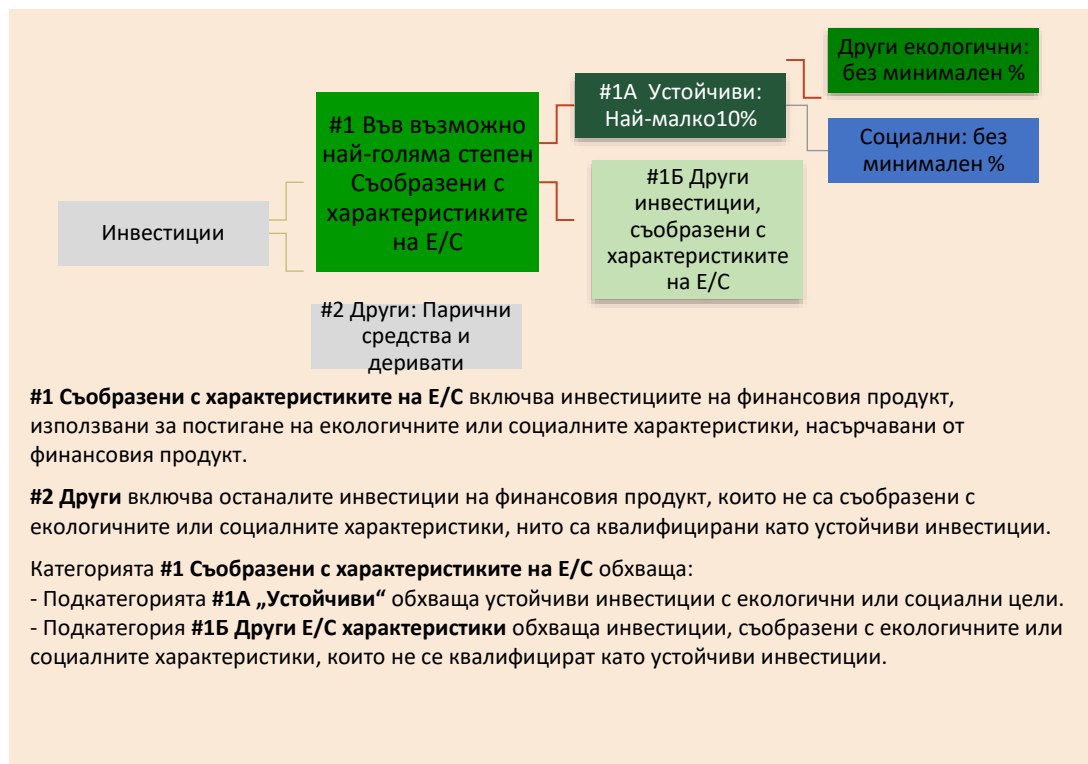 Други екологични:
без минимален %
#1А Устойчиви:
Най-малко10%
#1 Във възможно
най-голяма степен
Съобразени с
характеристиките
на Е/С
Социални: без
минимален %
#1Б Други
инвестиции,
съобразени с
характеристиките
на Е/С
Инвестиции
#2 Други: Парични
средства и
деривати
#1 Съобразени с характеристиките на Е/С включва инвестициите на финансовия продукт,
използвани за постигане на екологичните или социалните характеристики, насърчавани от
финансовия продукт.
#2 Други включва останалите инвестиции на финансовия продукт, които не са съобразени с
екологичните или социалните характеристики, нито са квалифицирани като устойчиви инвестиции.
Категорията #1 Съобразени с характеристиките на Е/С обхваща:
- Подкатегорията #1А „Устойчиви“ обхваща устойчиви инвестиции с екологични или социални цели.
- Подкатегория #1Б Други Е/С характеристики обхваща инвестиции, съобразени с екологичните или
социалните характеристики, които не се квалифицират като устойчиви инвестиции.